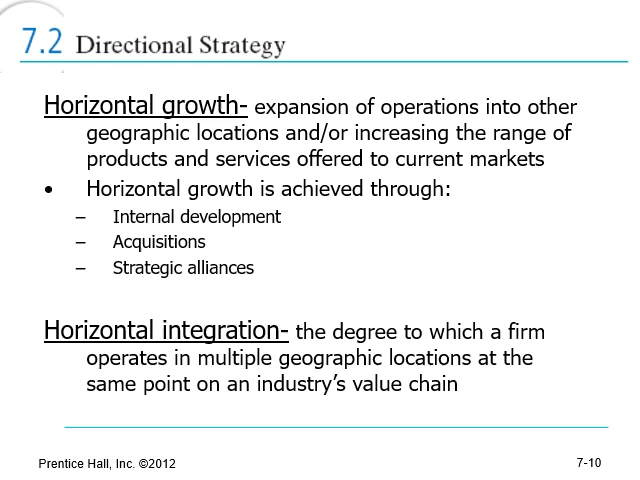 7.2 Directional Strategy
Horizontal growth- expansion of operations into other
geographic locations and/or increasing the range of
products and services offered to current markets
• Horizontal growth is achieved through:
– Internal development
– Acquisitions
– Strategic alliances
Horizontal integration- the degree to which a firm
operates in multiple geographic locations at the
same point on an industry's value chain
Prentice Hall, Inc. ©2012
7-10